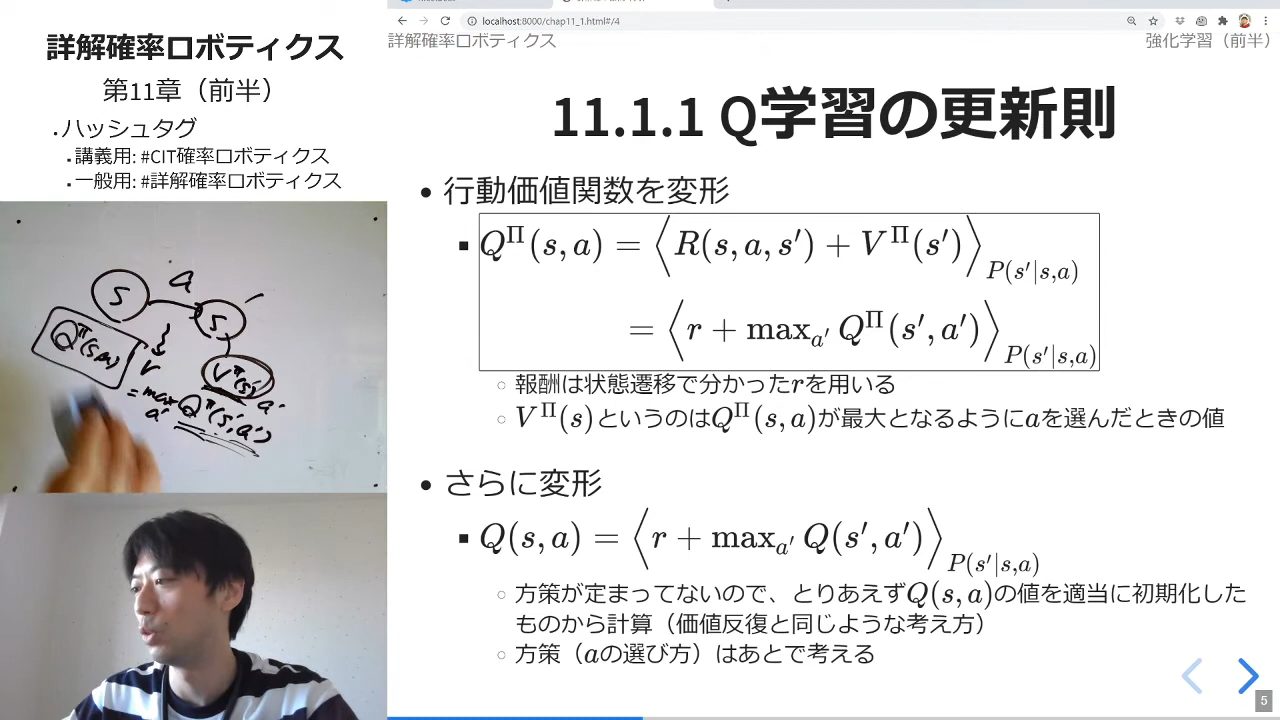 詳解確率ロボティクス
第11章（前半）
・ハッシュタグ
▪講義用: #CIT確率ロボティクス
▪一般用: #詳解確率ロボティクス
localhost:8000/chap11_1.html#/4
詳解確率ロボティクス
強化学習（前半）
11.1.1 Q学習の更新則
• 行動価値関数を変形
▪ Q^Π(s, a) = ⟨R(s, a, s′) + V^Π(s′)⟩_P(s′|s,a)
= ⟨r + max_a′ Q^Π(s′, a′)⟩_P(s′|s,a)
○ 報酬は状態遷移で分かったrを用いる
○ V^Π(s)というのはQ^Π(s, a)が最大となるようにaを選んだときの値
• さらに変形
▪ Q(s, a) = ⟨r + max_a′ Q(s′, a′)⟩_P(s′|s,a)
○ 方策が定まってないので、とりあえずQ(s, a)の値を適当に初期化した
ものから計算（価値反復と同じような考え方）
○ 方策（aの選び方）はあとで考える
5
a
s
s′
Q^π(s,a)
r
V^π(s′)
a′
= max_a′ Q^π(s′,a′)